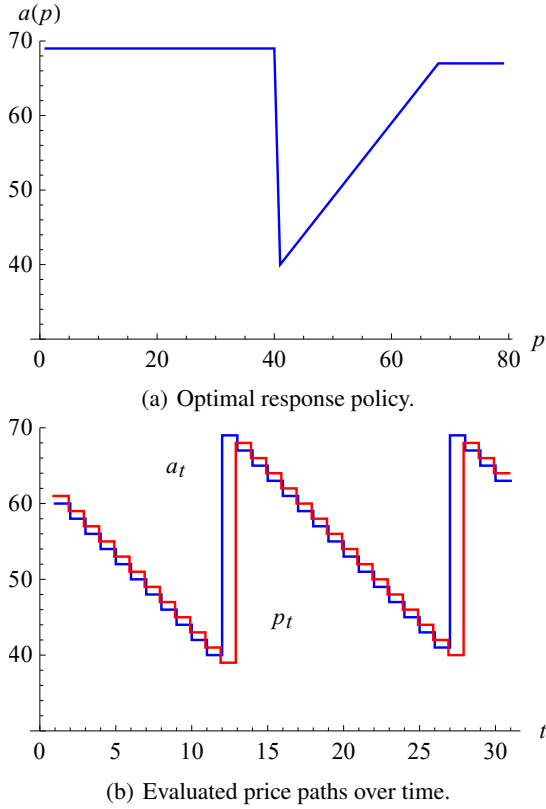 a(p)
70
60
50
40
0 20 40 60 80 p
(a) Optimal response policy.
70
60
50
40
a_t
p_t
0 5 10 15 20 25 30 t
(b) Evaluated price paths over time.